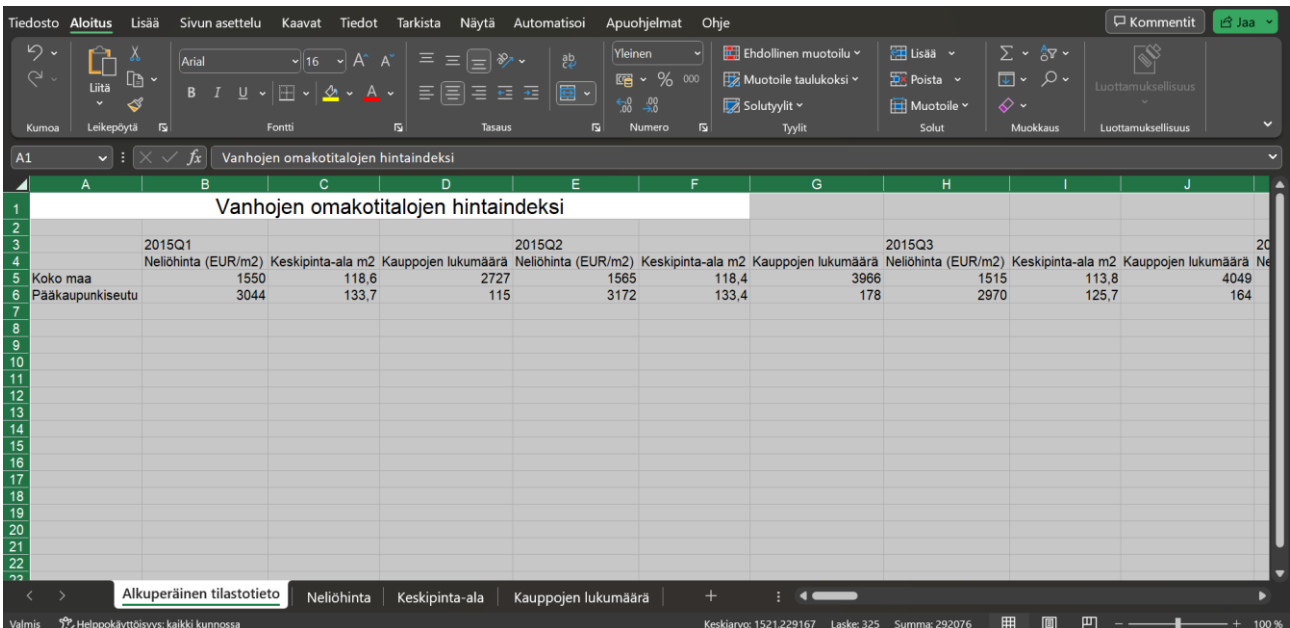 Tiedosto Aloitus Lisää Sivun asettelu Kaavat Tiedot Tarkista Näytä Automatisoi Apuohjelmat Ohje Kommentit Jaa
Arial 16 A^ A˅ ab Yleinen Ehdollinen muotoilu Lisää Σ
Liitä % 000 Muotoile taulukoksi Poista Luottamuksellisuus
B I U A Solutyylit Muotoile
Kumoa Leikepöytä Fontti Tasaus Numero Tyylit Solut Muokkaus Luottamuksellisuus
A1 fx Vanhojen omakotitalojen hintaindeksi
A B C D E F G H I J
1 Vanhojen omakotitalojen hintaindeksi
2
3 2015Q1 2015Q2 2015Q3 20
4 Neliöhinta (EUR/m2) Keskipinta-ala m2 Kauppojen lukumäärä Neliöhinta (EUR/m2) Keskipinta-ala m2 Kauppojen lukumäärä Neliöhinta (EUR/m2) Keskipinta-ala m2 Kauppojen lukumäärä Ne
5 Koko maa 1550 118,6 2727 1565 118,4 3966 1515 113,8 4049
6 Pääkaupunkiseutu 3044 133,7 115 3172 133,4 178 2970 125,7 164
7
8
9
10
11
12
13
14
15
16
17
18
19
20
21
22
23
Alkuperäinen tilastotieto Neliöhinta Keskipinta-ala Kauppojen lukumäärä +
Valmis Helppokäyttöisyys: kaikki kunnossa Keskiarvo: 1521,229167 Laske: 325 Summa: 292076 − + 100 %